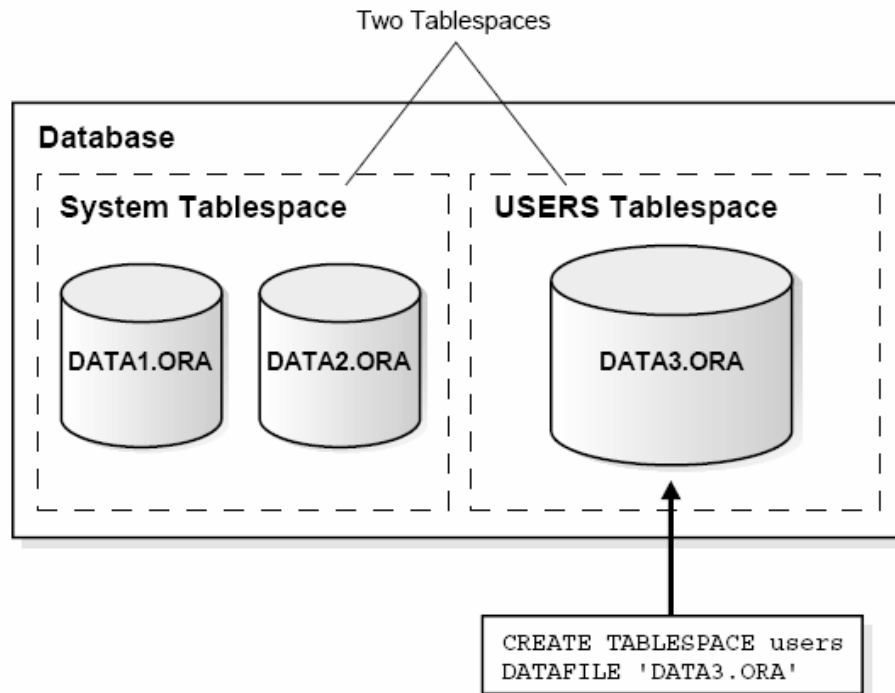 Two Tablespaces
Database
System Tablespace
USERS Tablespace
DATA1.ORA
DATA2.ORA
DATA3.ORA
CREATE TABLESPACE users
DATAFILE 'DATA3.ORA'